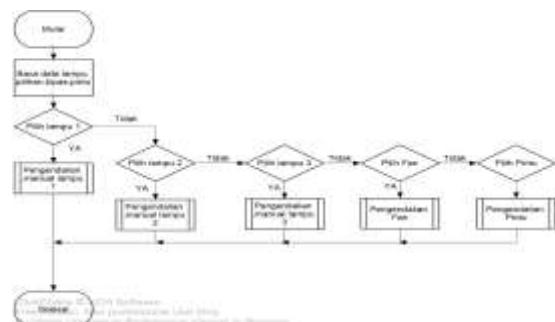 Mulai
Baca data lampu
pilihan kipas pintu
Pilih lampu 1
Tidak
YA
Pengendalian
manual lampu
1
Pilih lampu 2
Tidak
YA
Pengendalian
manual lampu
2
Pilih lampu 3
Tidak
YA
Pengendalian
manual lampu
Pilih Fan
Tidak
YA
Pengendalian
Fan
Pilih Pintu
Pengendalian
Pintu
Selesai